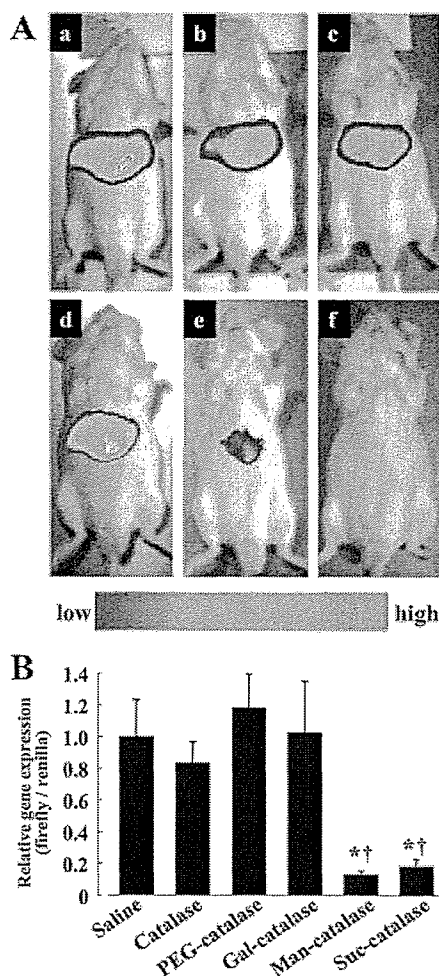 A
a
b
c
d
e
f
low
high
B
Relative gene expression
(firefly / renilla)
1.4
1.2
1.0
0.8
0.6
0.4
0.2
0
*†
*†
Saline
Catalase
PEG-catalase
Gal-catalase
Man-catalase
Suc-catalase